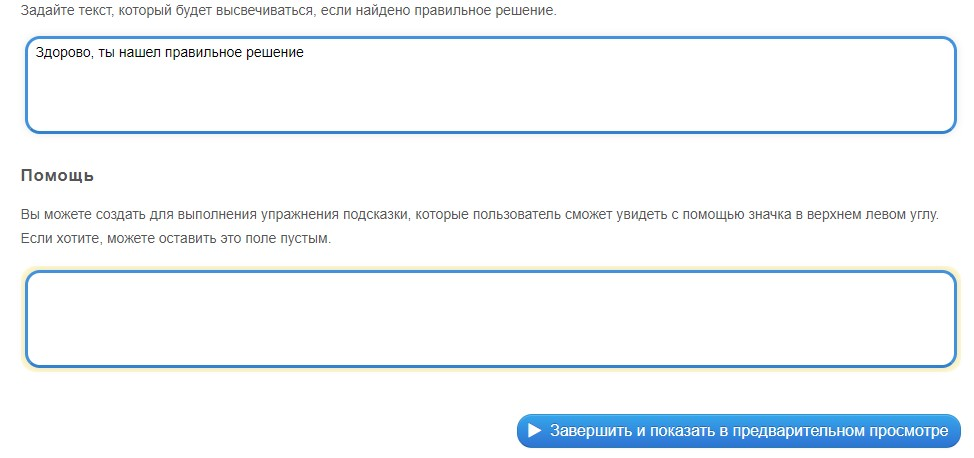 Задайте текст, который будет высвечиваться, если найдено правильное решение.
Здорово, ты нашел правильное решение
Помощь
Вы можете создать для выполнения упражнения подсказки, которые пользователь сможет увидеть с помощью значка в верхнем левом углу.
Если хотите, можете оставить это поле пустым.
Завершить и показать в предварительном просмотре